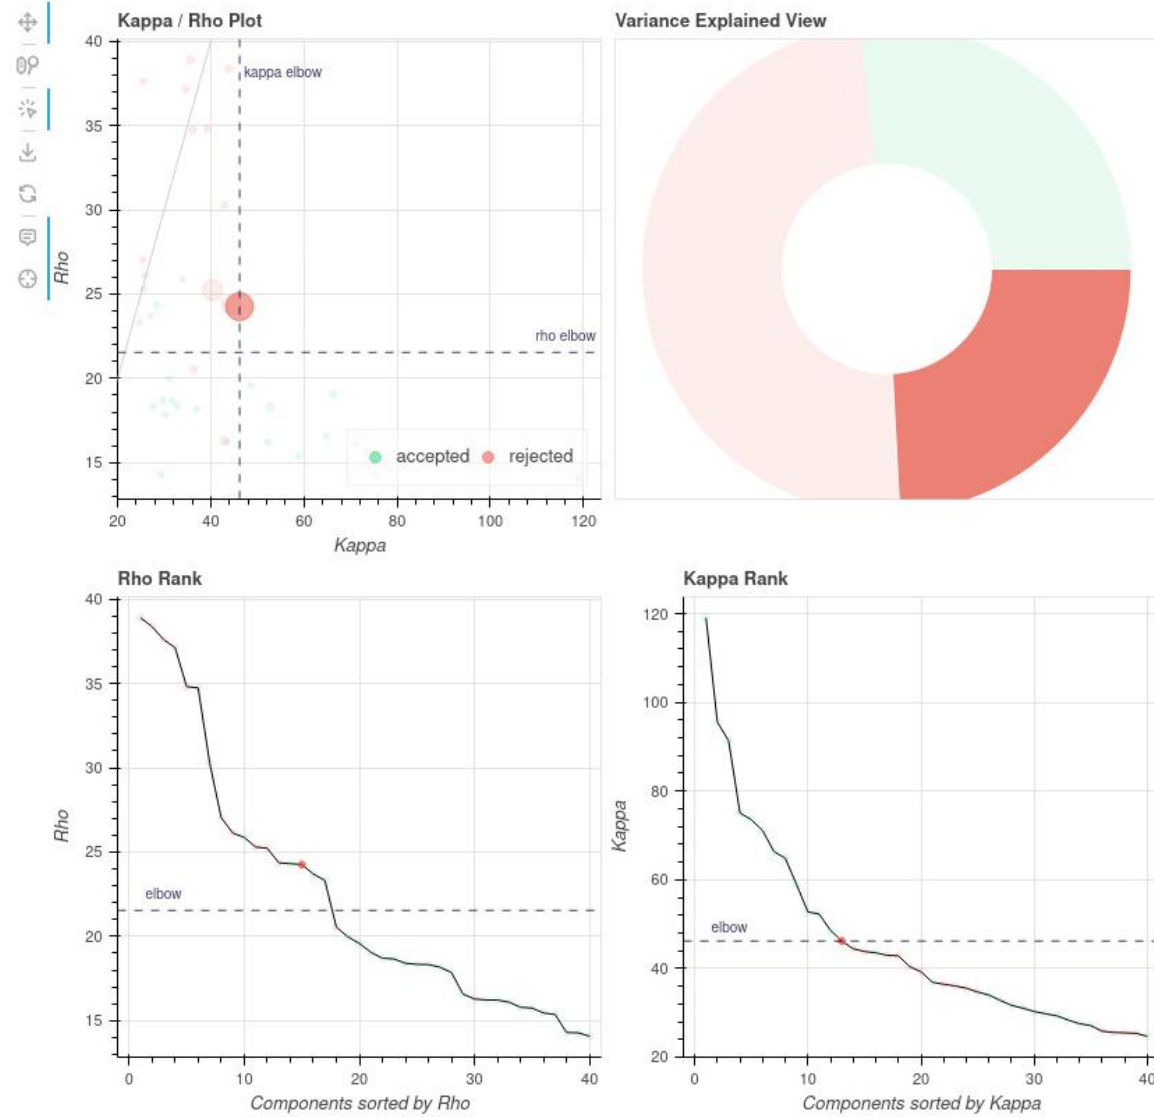 Kappa / Rho Plot
40
35
30
25
20
15
Rho
kappa elbow
rho elbow
accepted
rejected
20
40
60
80
100
120
Kappa
Variance Explained View
Rho Rank
40
35
30
25
20
15
Rho
elbow
0
10
20
30
40
Components sorted by Rho
Kappa Rank
120
100
80
60
40
20
Kappa
elbow
0
10
20
30
40
Components sorted by Kappa